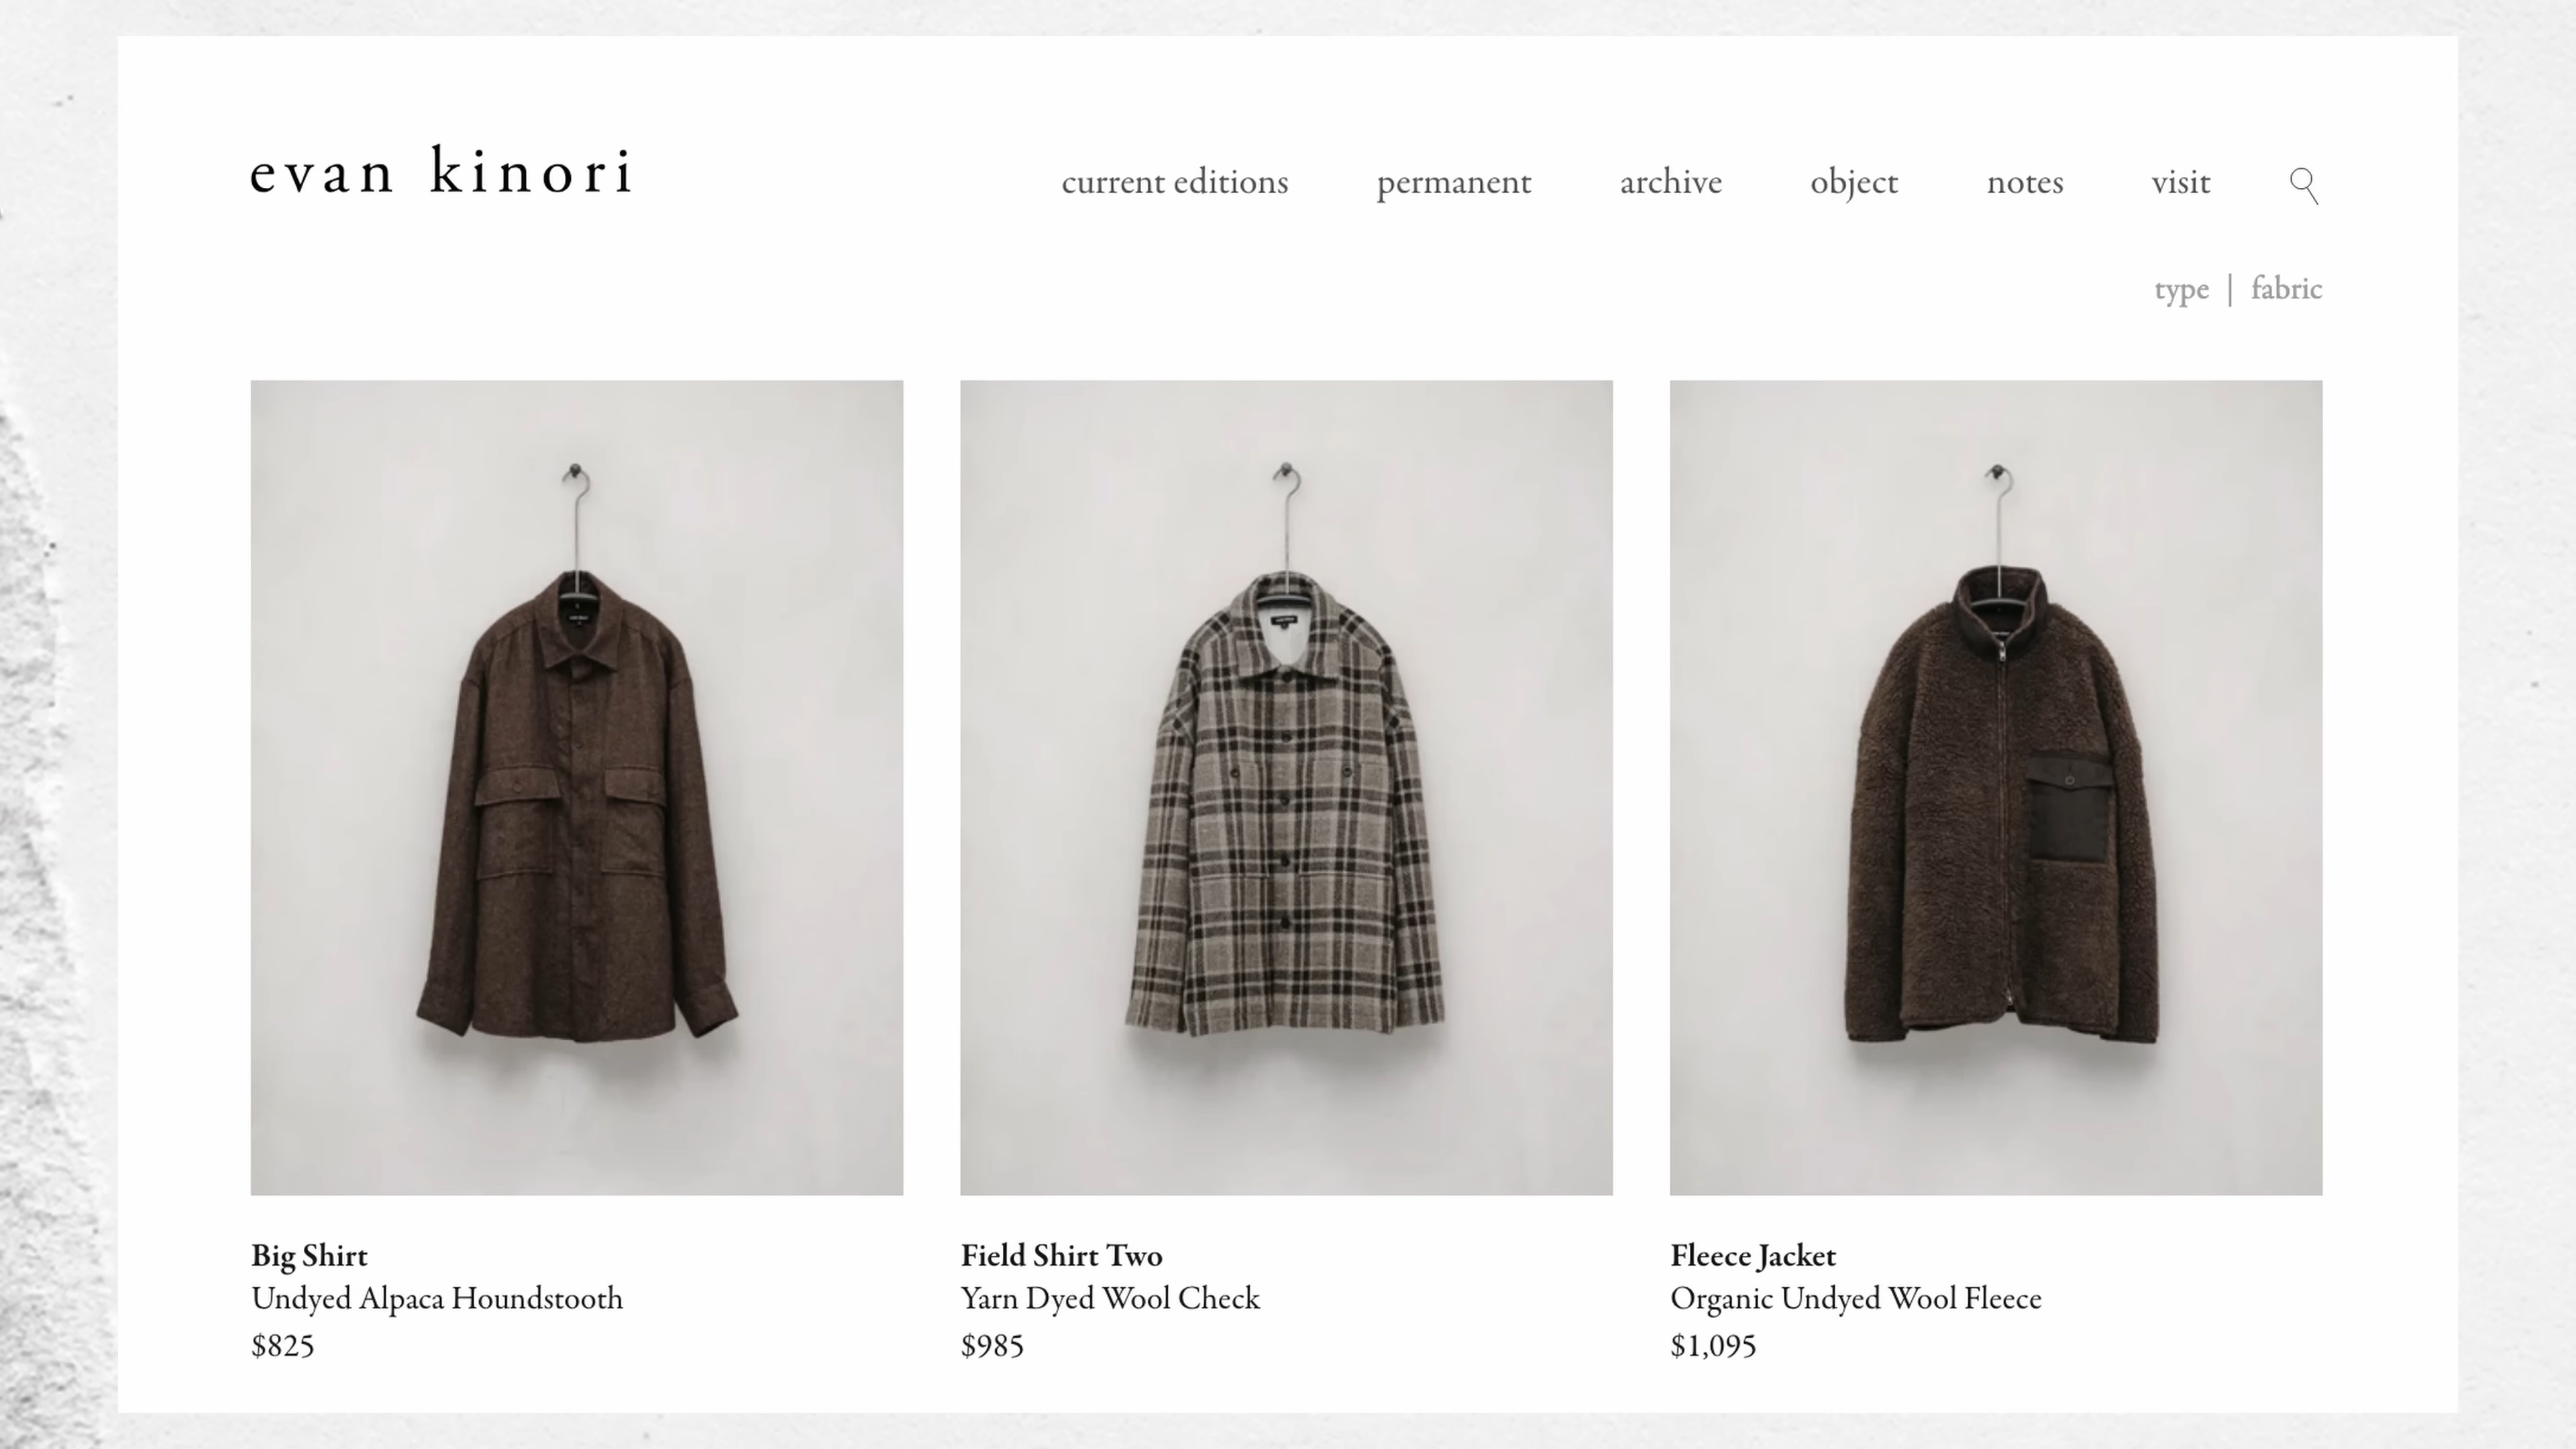 evan kinori
current editions permanent archive object notes visit
type | fabric
Big Shirt
Undyed Alpaca Houndstooth
$825
Field Shirt Two
Yarn Dyed Wool Check
$985
Fleece Jacket
Organic Undyed Wool Fleece
$1,095